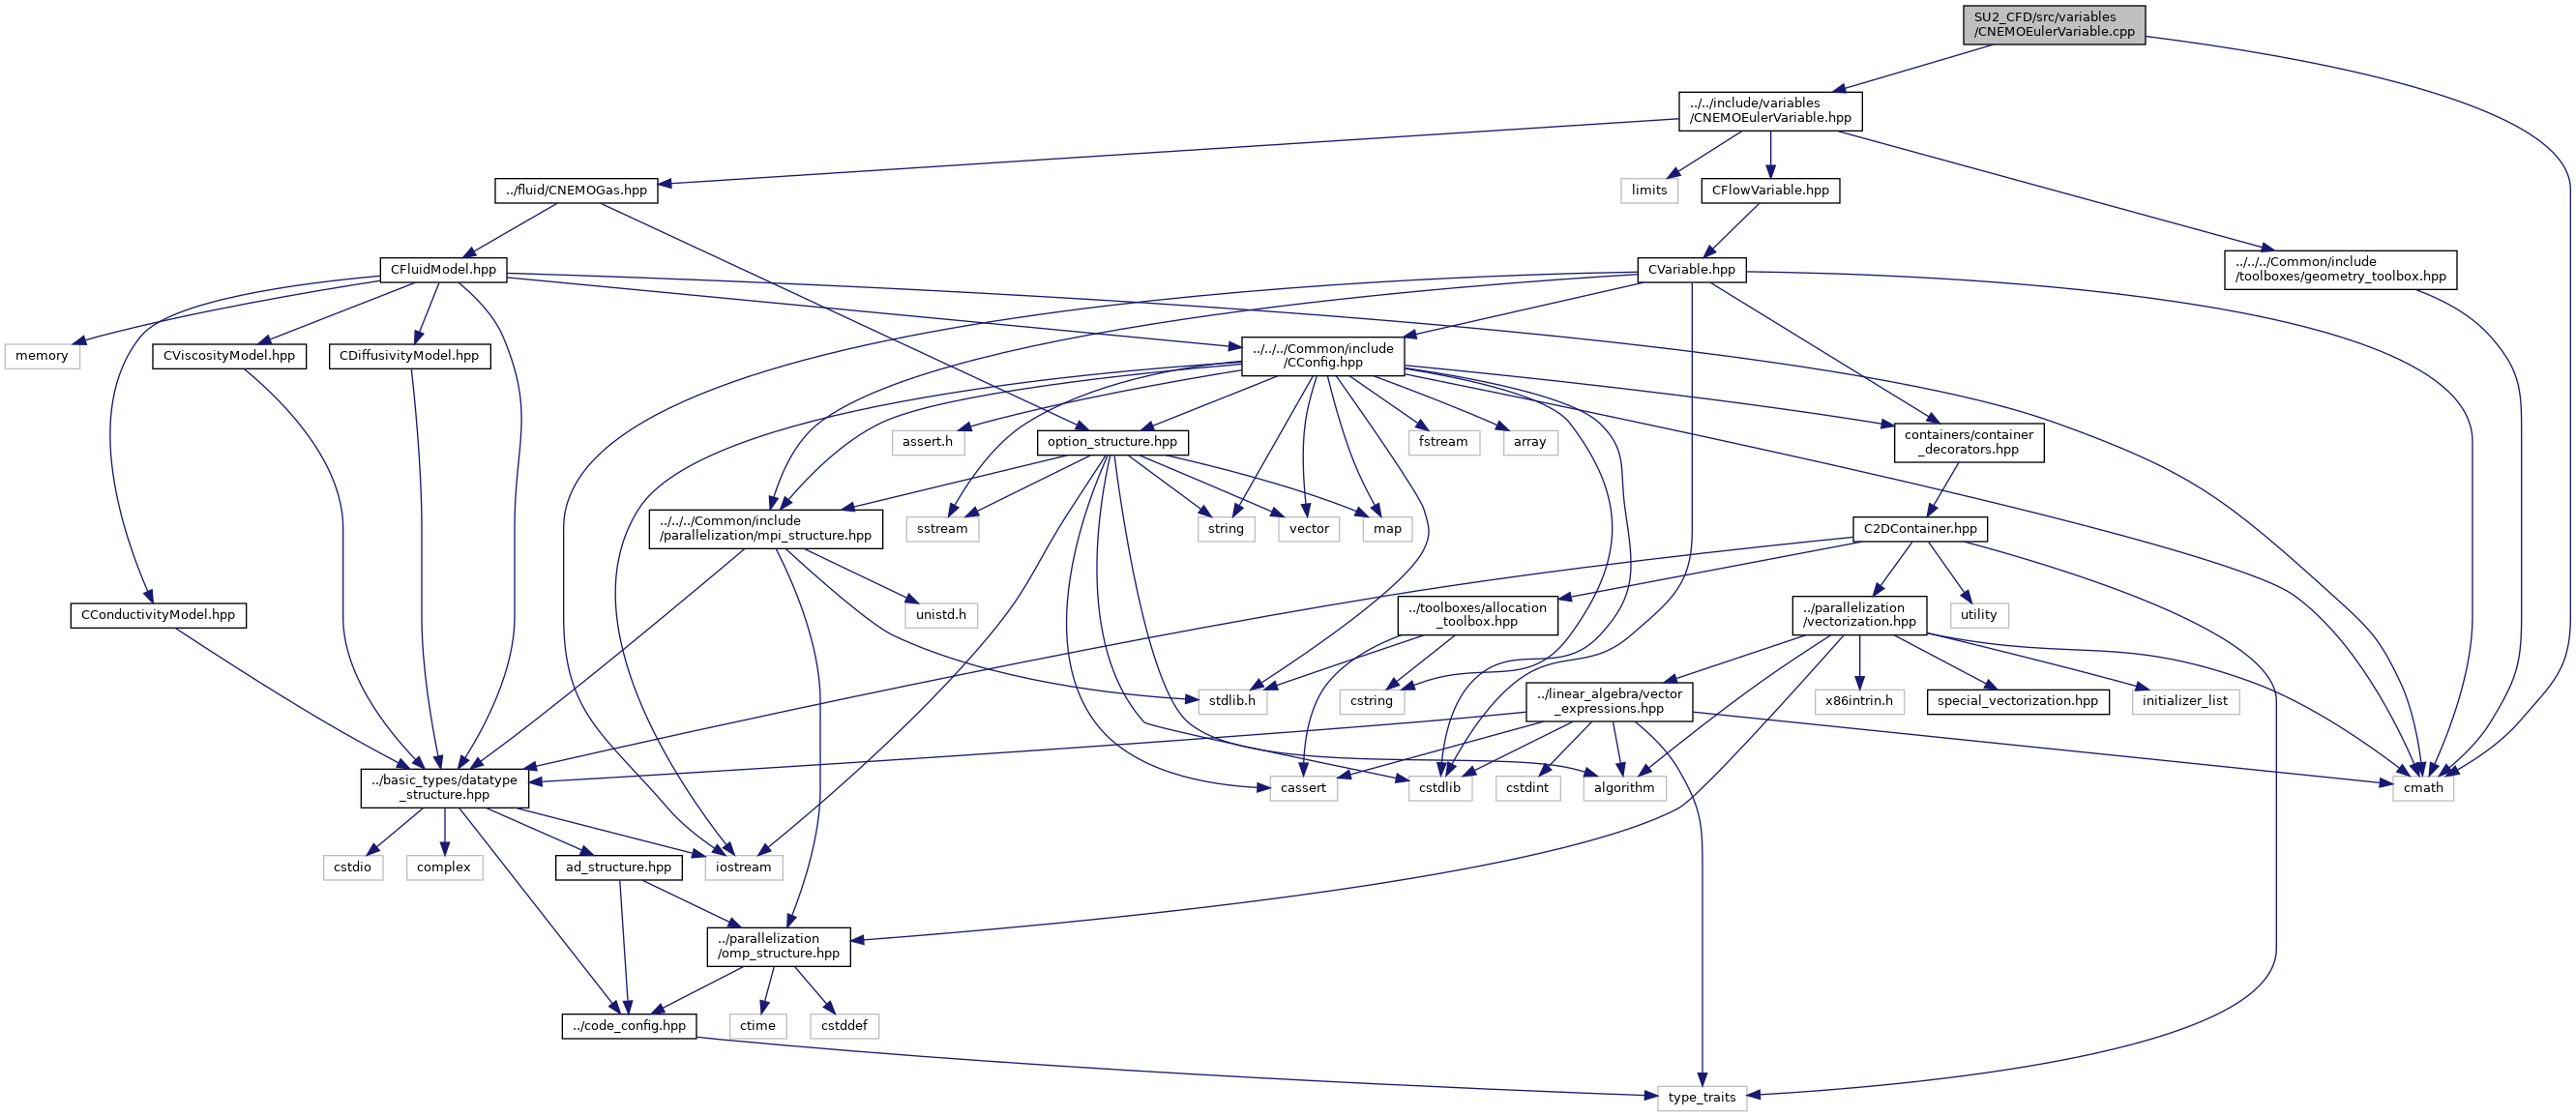 SU2_CFD/src/variables
/CNEMOEulerVariable.cpp
../../include/variables
/CNEMOEulerVariable.hpp
../fluid/CNEMOGas.hpp
limits
CFlowVariable.hpp
CFluidModel.hpp
CVariable.hpp
../../../Common/include
/toolboxes/geometry_toolbox.hpp
memory
CViscosityModel.hpp
CDiffusivityModel.hpp
../../../Common/include
/CConfig.hpp
assert.h
option_structure.hpp
fstream
array
containers/container
_decorators.hpp
../../../Common/include
/parallelization/mpi_structure.hpp
sstream
string
vector
map
C2DContainer.hpp
CConductivityModel.hpp
unistd.h
../toolboxes/allocation
_toolbox.hpp
../parallelization
/vectorization.hpp
utility
stdlib.h
cstring
../linear_algebra/vector
_expressions.hpp
x86intrin.h
special_vectorization.hpp
initializer_list
../basic_types/datatype
_structure.hpp
cassert
cstdlib
cstdint
algorithm
cmath
cstdio
complex
ad_structure.hpp
iostream
../parallelization
/omp_structure.hpp
../code_config.hpp
ctime
cstddef
type_traits